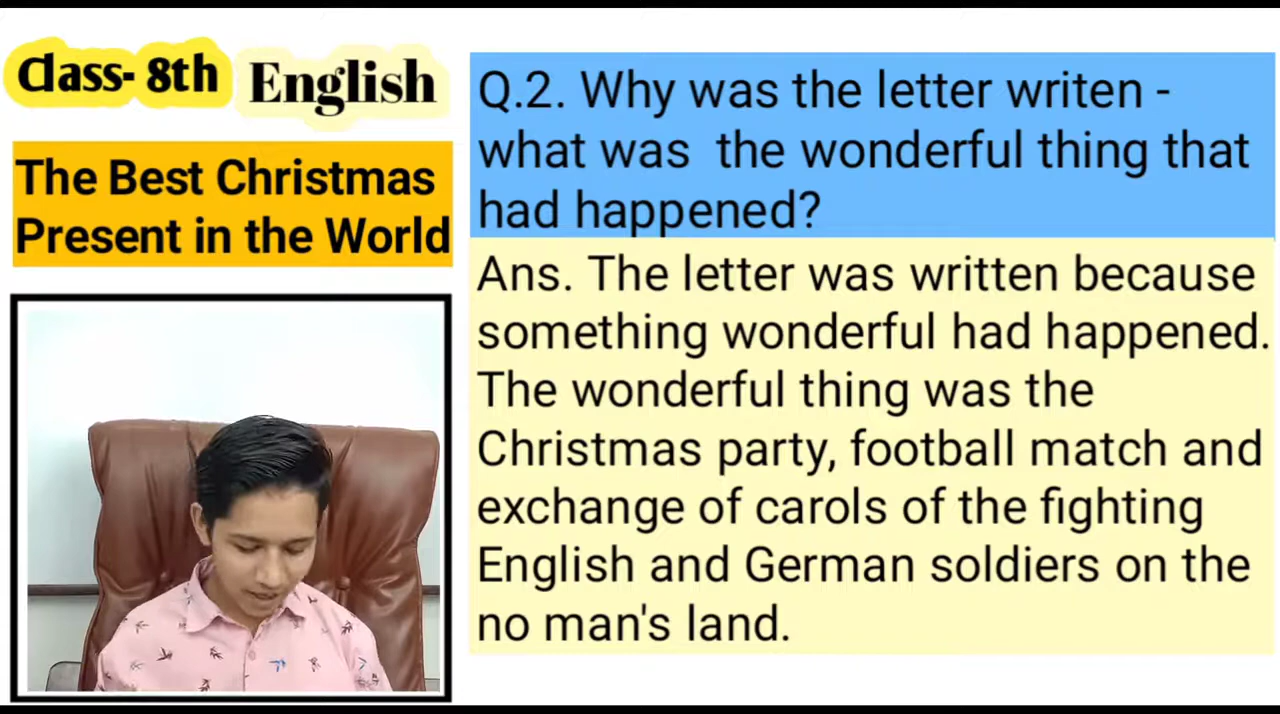 Class- 8th English
The Best Christmas
Present in the World
Q.2. Why was the letter writen -
what was the wonderful thing that
had happened?
Ans. The letter was written because
something wonderful had happened.
The wonderful thing was the
Christmas party, football match and
exchange of carols of the fighting
English and German soldiers on the
no man's land.